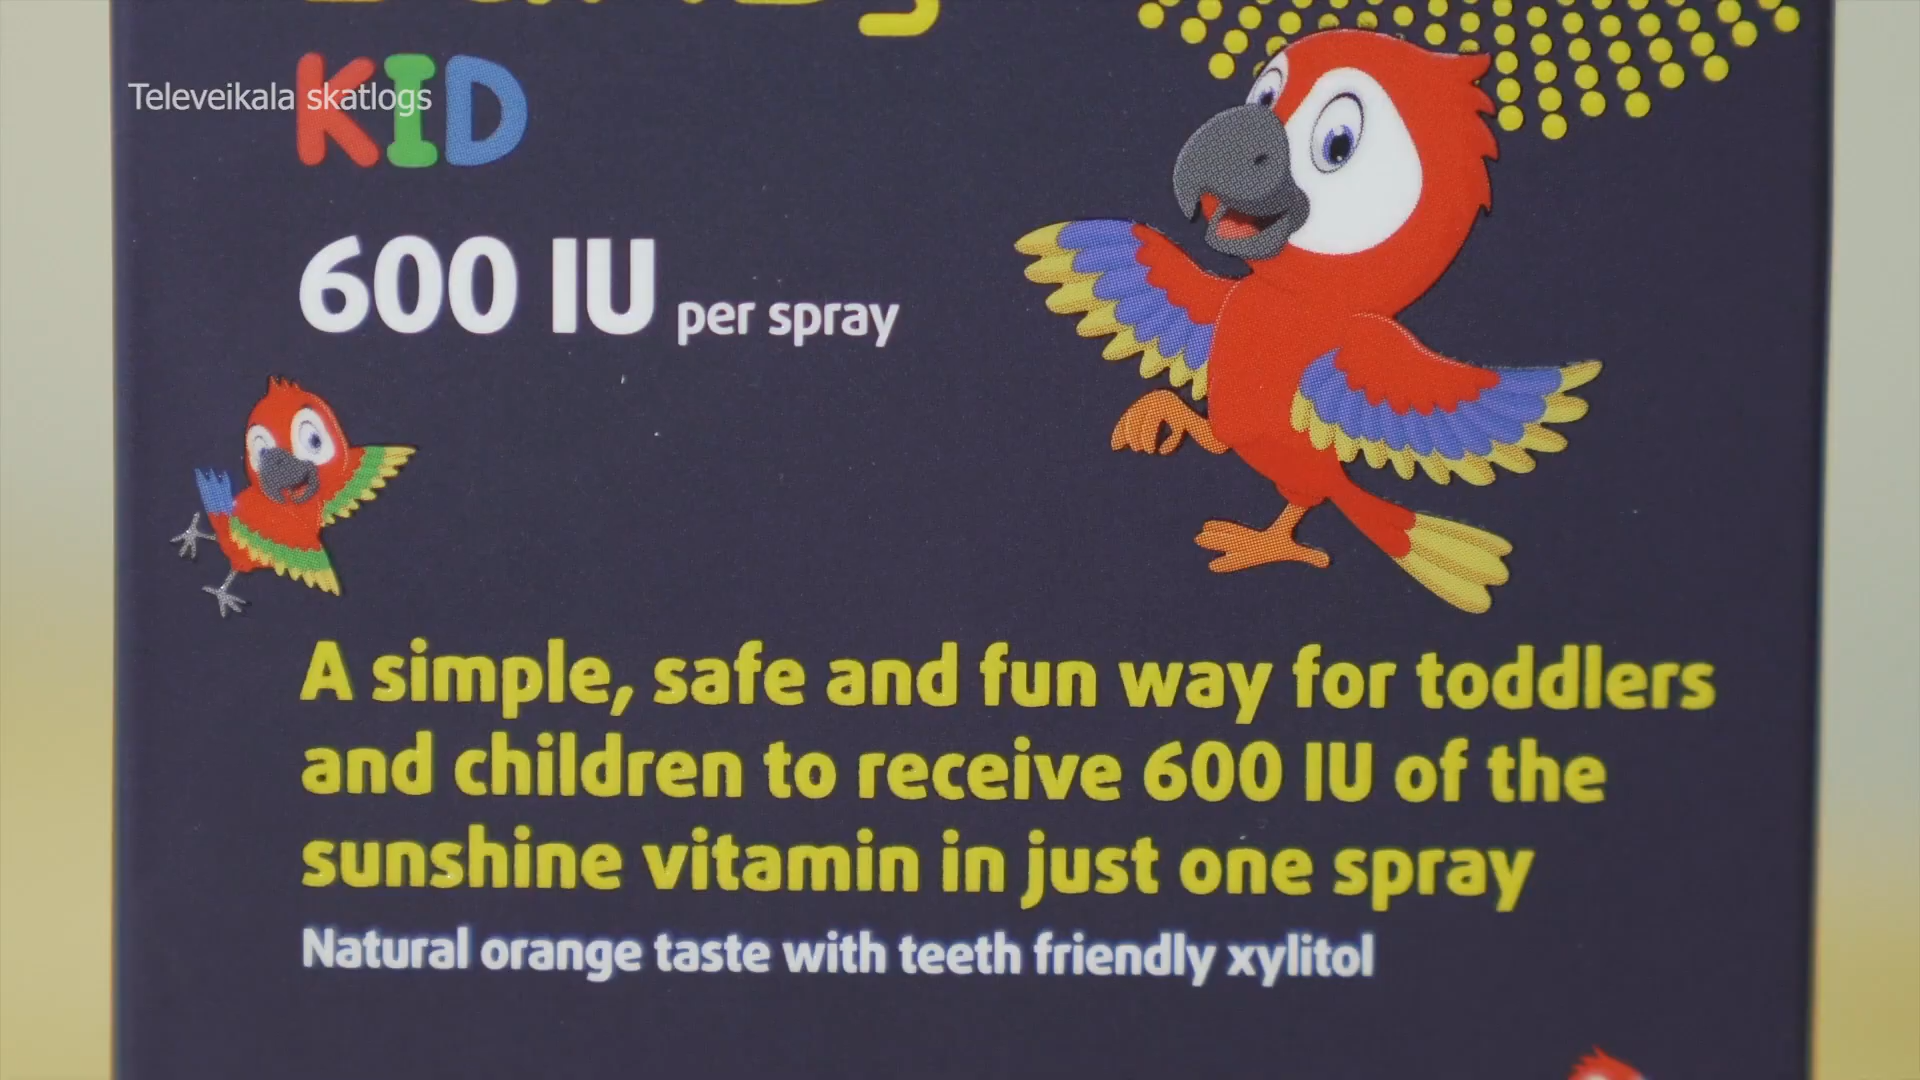 KID
Televeikala skatlogs
600 IU per spray
A simple, safe and fun way for toddlers
and children to receive 600 IU of the
sunshine vitamin in just one spray
Natural orange taste with teeth friendly xylitol